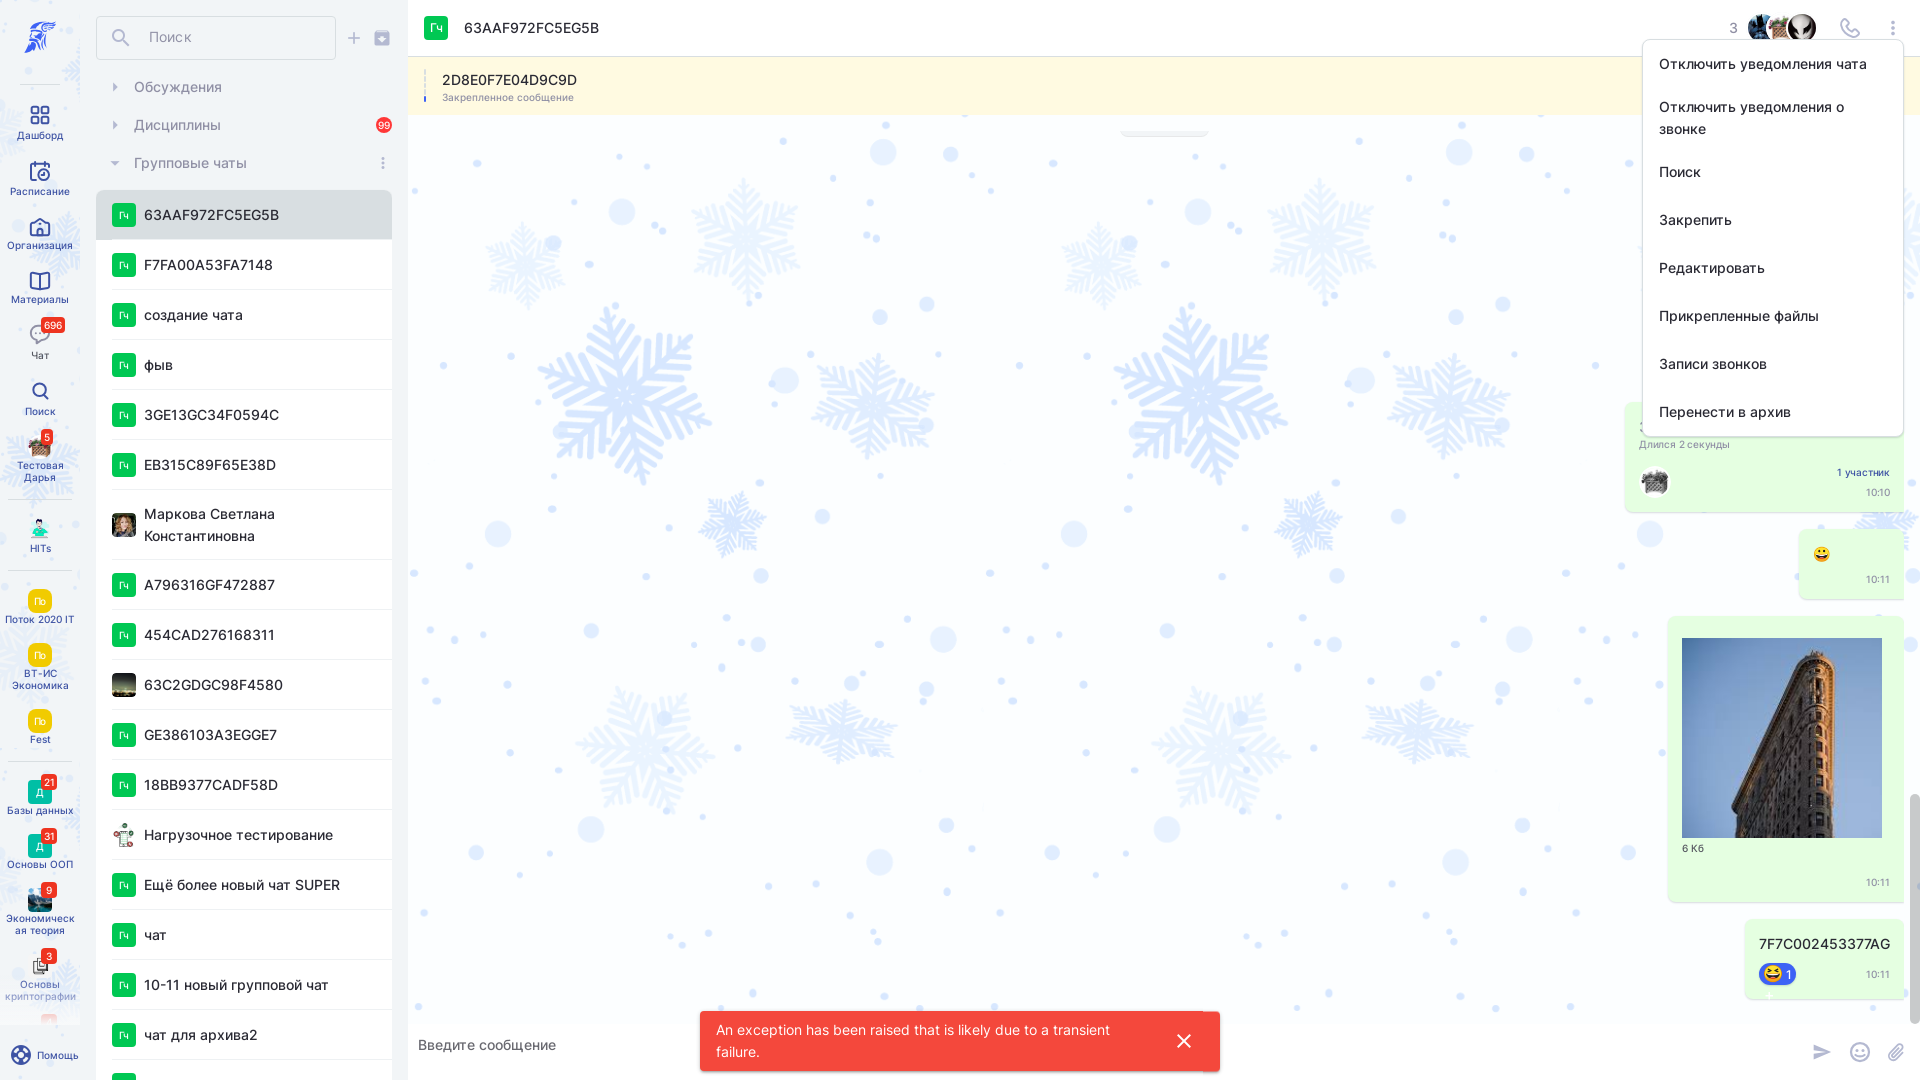 Дашборд
Расписание
Организация
Материалы
696
Чат
Поиск
5
Тестовая
Дарья
HITs
По
Поток 2020 IT
По
ВТ-ИС
Экономика
По
Fest
21
Д
Базы данных
31
Д
Основы ООП
9
Экономическ
ая теория
3
Основы
криптографии
Помощь
Поиск
Обсуждения
Дисциплины
99
Групповые чаты
Гч 63AAF972FC5EG5B
Гч F7FA00A53FA7148
Гч создание чата
Гч фыв
Гч 3GE13GC34F0594C
Гч EB315C89F65E38D
Маркова Светлана
Константиновна
Гч A796316GF472887
Гч 454CAD276168311
63C2GDGC98F4580
Гч GE386103A3EGGE7
Гч 18BB9377CADF58D
Нагрузочное тестирование
Гч Ещё более новый чат SUPER
Гч чат
Гч 10-11 новый групповой чат
Гч чат для архива2
Гч 63AAF972FC5EG5B
3
2D8E0F7E04D9C9D
Закрепленное сообщение
Отключить уведомления чата
Отключить уведомления о
звонке
Поиск
Закрепить
Редактировать
Прикрепленные файлы
Записи звонков
Перенести в архив
Длился 2 секунды
1 участник
10:10
10:11
6 Кб
10:11
7F7C002453377AG
1
10:11
An exception has been raised that is likely due to a transient
failure.
Введите сообщение